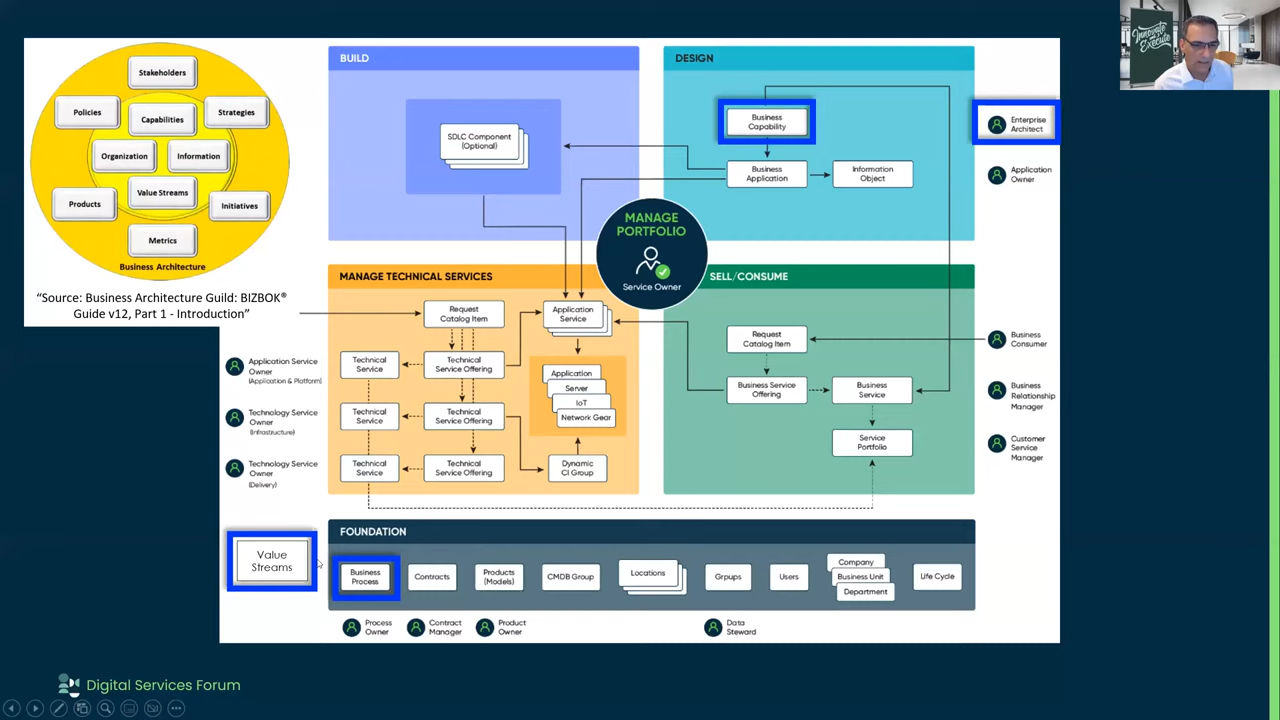 Innovate
and
Execute
Stakeholders
Policies
Capabilities
Strategies
Organization
Information
Value Streams
Products
Initiatives
Metrics
Business Architecture
“Source: Business Architecture Guild: BIZBOK®
Guide v12, Part 1 - Introduction”
BUILD
SDLC Component
(Optional)
DESIGN
Business
Capability
Business
Application
Information
Object
Enterprise
Architect
Application
Owner
MANAGE
PORTFOLIO
Service Owner
MANAGE TECHNICAL SERVICES
Request
Catalog Item
Application
Service
Technical
Service
Technical
Service Offering
Technical
Service
Technical
Service Offering
Technical
Service
Technical
Service Offering
Application
Server
IoT
Network Gear
Dynamic
CI Group
Application Service
Owner
(Application & Platform)
Technology Service
Owner
(Infrastructure)
Technology Service
Owner
(Delivery)
SELL/CONSUME
Request
Catalog Item
Business Service
Offering
Business
Service
Service
Portfolio
Business
Consumer
Business
Relationship
Manager
Customer
Service
Manager
Value
Streams
FOUNDATION
Business
Process
Contracts
Products
(Models)
CMDB Group
Locations
Grpups
Users
Company
Business Unit
Department
Life Cycle
Process
Owner
Contract
Manager
Product
Owner
Data
Steward
Digital Services Forum